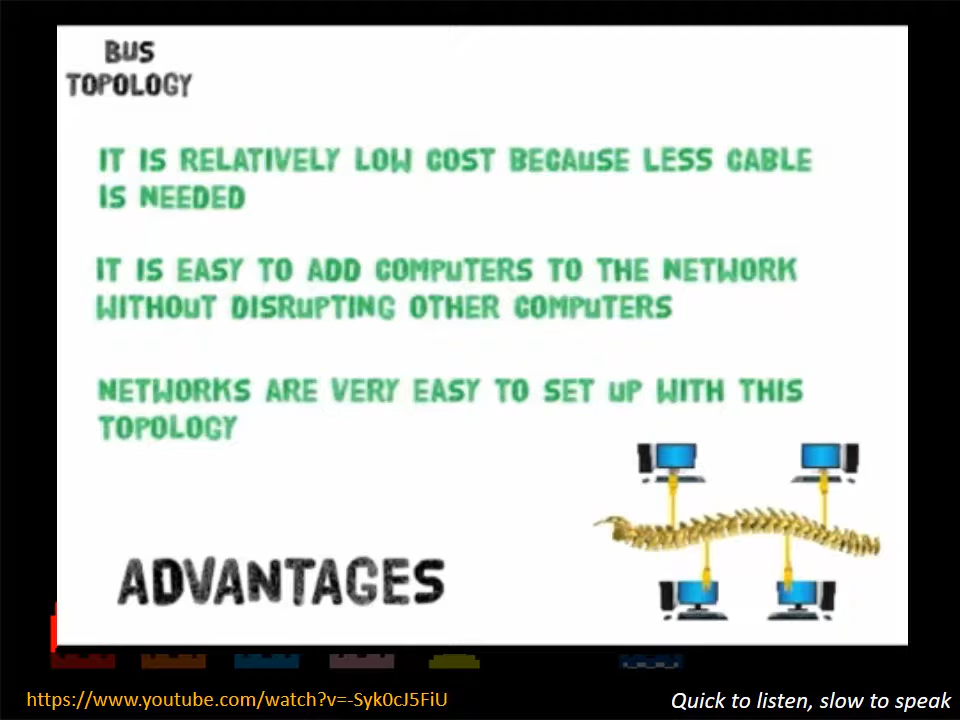 BUS
TOPOLOGY
IT IS RELATIVELY LOW COST BECAUSE LESS CABLE
IS NEEDED
IT IS EASY TO ADD COMPUTERS TO THE NETWORK
WITHOUT DISRUPTING OTHER COMPUTERS
NETWORKS ARE VERY EASY TO SET UP WITH THIS
TOPOLOGY
ADVANTAGES
https://www.youtube.com/watch?v=-Syk0cJ5FiU
Quick to listen, slow to speak